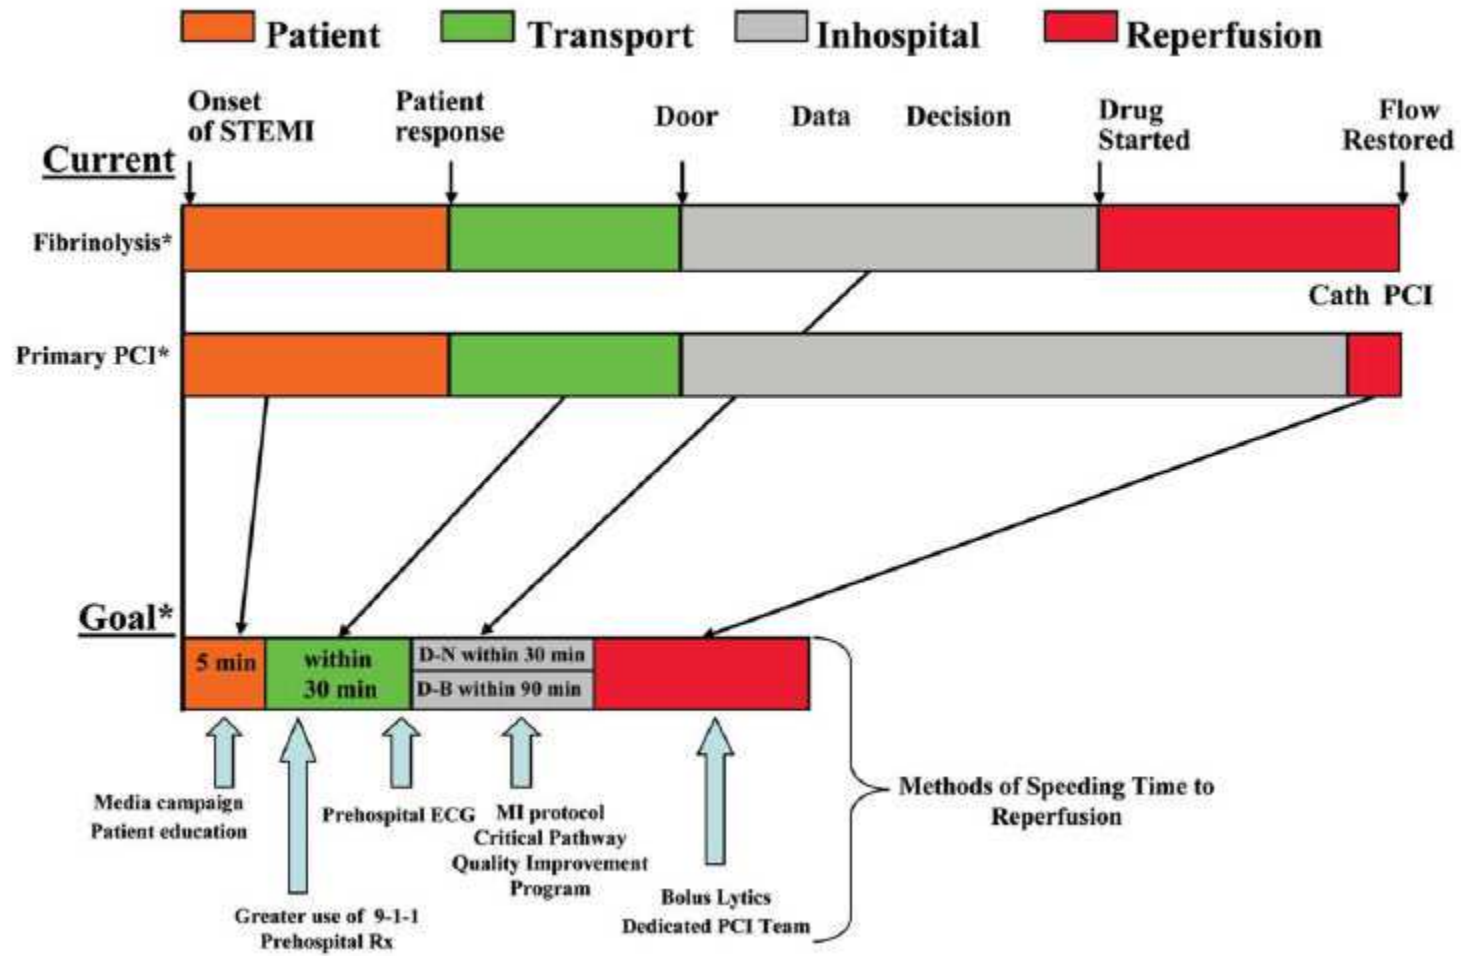 Patient Transport Inhospital Reperfusion
Onset
of STEMI
Patient
response
Door Data Decision
Drug
Started
Flow
Restored
Current
Fibrinolysis*
Cath PCI
Primary PCI*
Goal*
5 min
within
30 min
D-N within 30 min
D-B within 90 min
Media campaign
Patient education
Greater use of 9-1-1
Prehospital Rx
Prehospital ECG
MI protocol
Critical Pathway
Quality Improvement
Program
Bolus Lytics
Dedicated PCI Team
Methods of Speeding Time to
Reperfusion